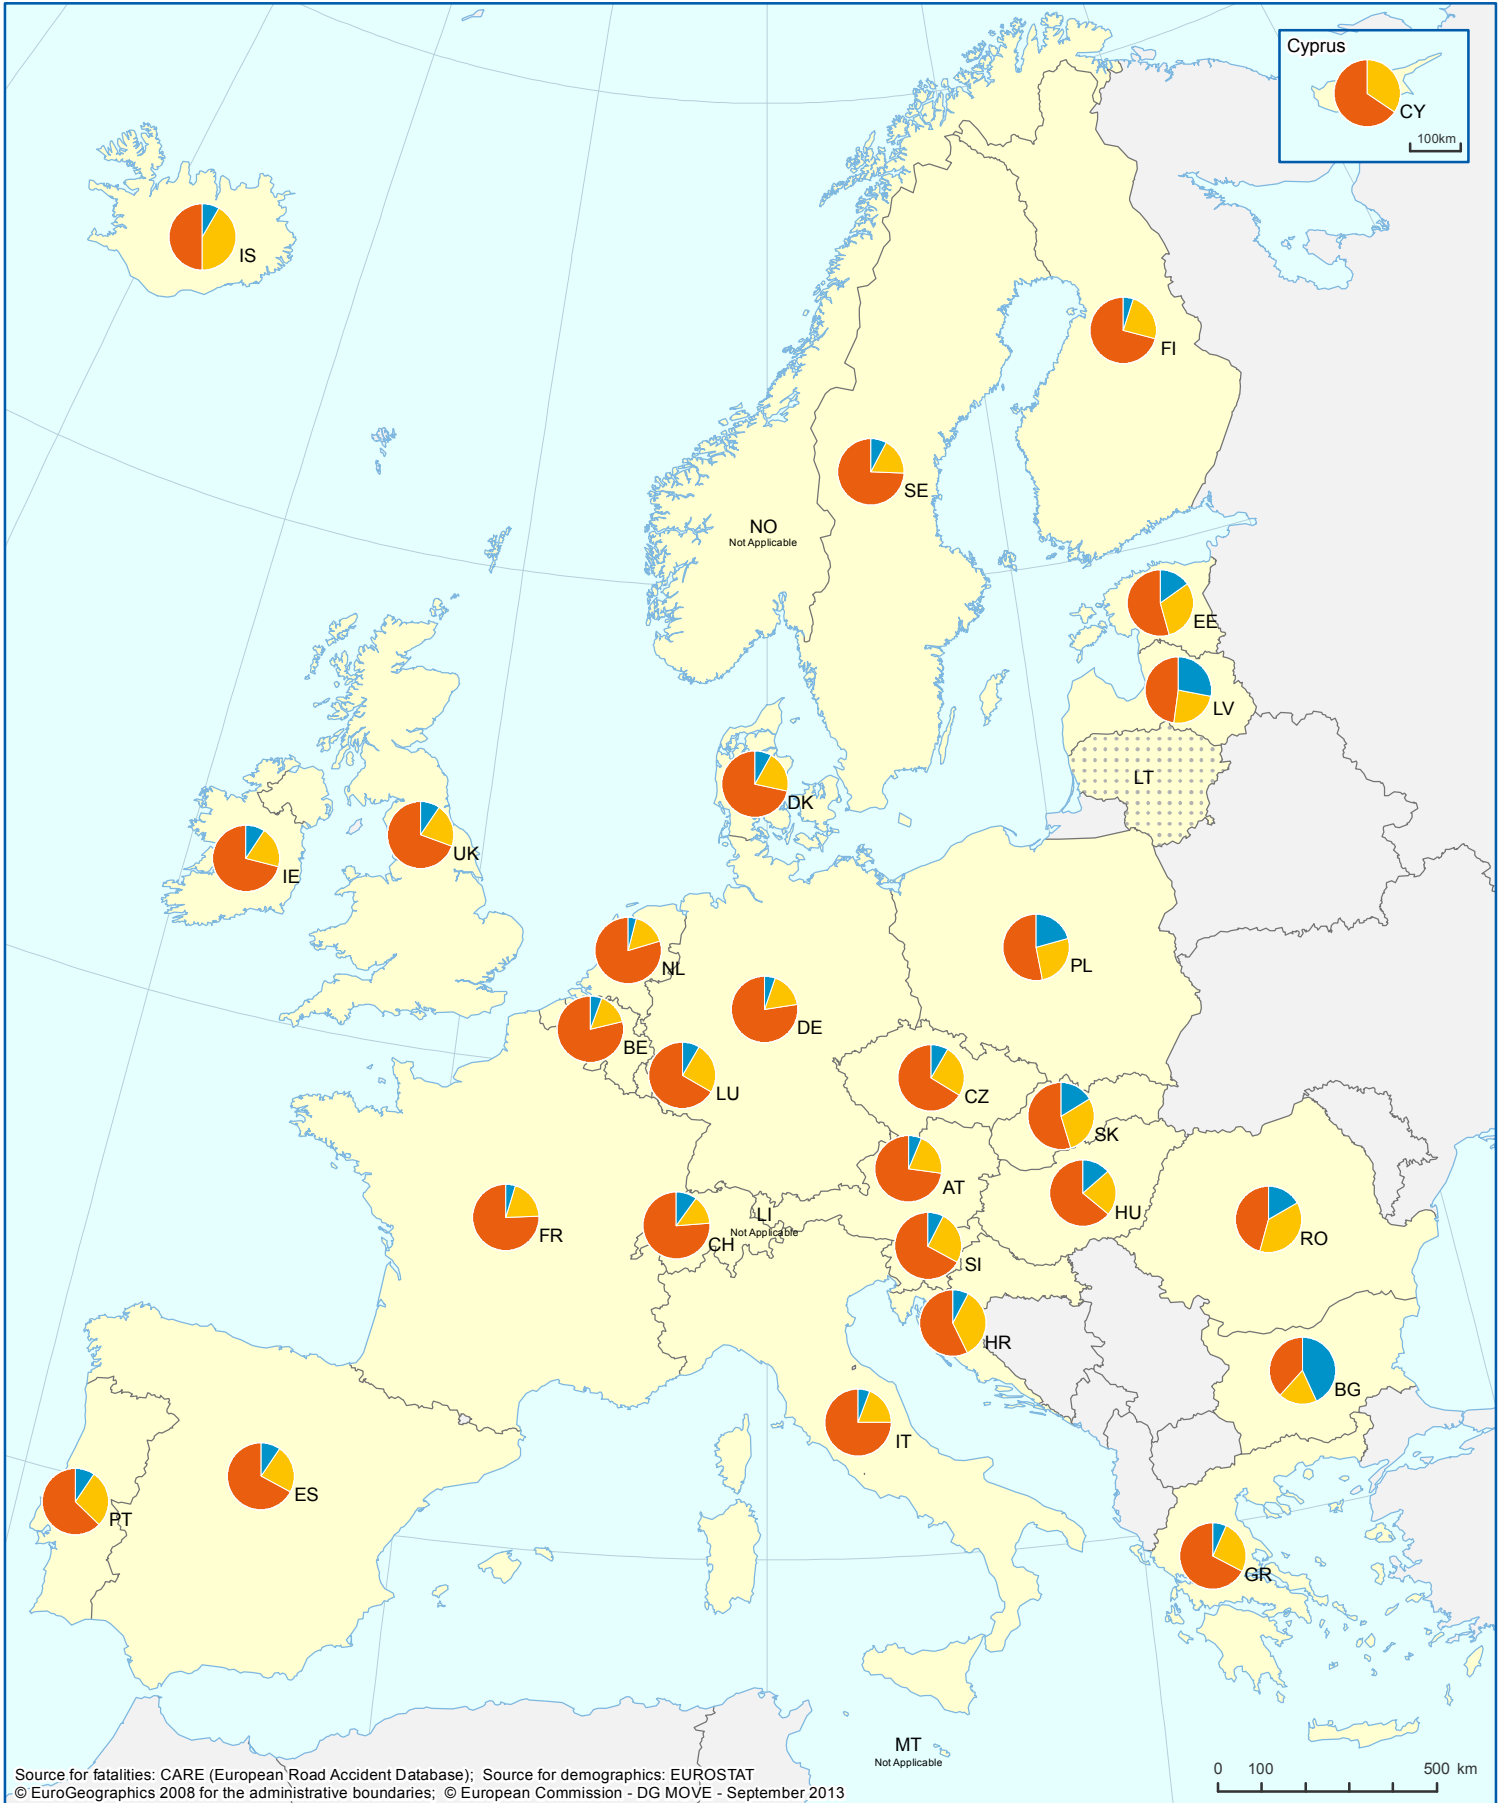 Cyprus
CY
100km
IS
FI
SE
NO
Not Applicable
EE
LV
LT
DK
UK
IE
NL
PL
DE
BE
LU
CZ
SK
AT
HU
LI
Not Applicable
FR
CH
RO
SI
HR
BG
IT
ES
PT
GR
MT
Not Applicable
Source for fatalities: CARE (European Road Accident Database); Source for demographics: EUROSTAT
© EuroGeographics 2008 for the administrative boundaries; © European Commission - DG MOVE - September 2013
0 100 500 km